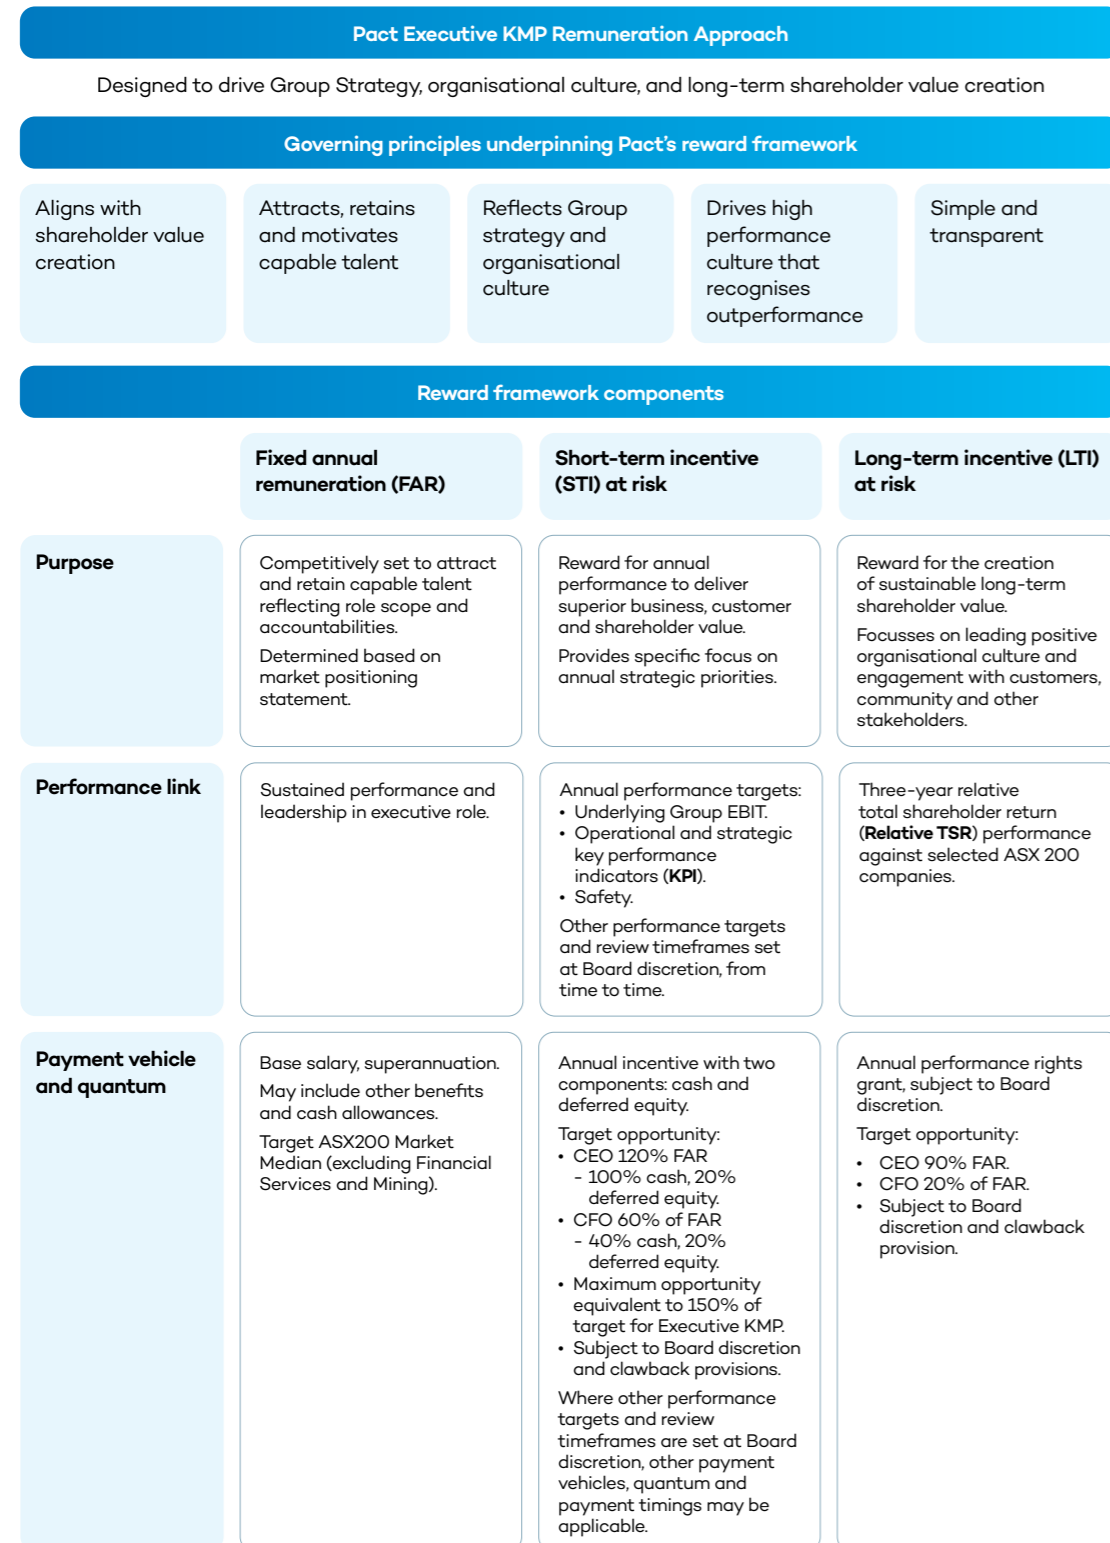 Pact Executive KMP Remuneration Approach
Designed to drive Group Strategy, organisational culture, and long-term shareholder value creation
Governing principles underpinning Pact's reward framework
Aligns with
shareholder value
creation
Attracts, retains
and motivates
capable talent
Reflects Group
strategy and
organisational
culture
Drives high
performance
culture that
recognises
outperformance
Simple and
transparent
Reward framework components
Fixed annual
remuneration (FAR)
Short-term incentive
(STI) at risk
Long-term incentive (LTI)
at risk
Purpose
Competitively set to attract
and retain capable talent
reflecting role scope and
accountabilities.
Determined based on
market positioning
statement.
Reward for annual
performance to deliver
superior business, customer
and shareholder value.
Provides specific focus on
annual strategic priorities.
Reward for the creation
of sustainable long-term
shareholder value.
Focusses on leading positive
organisational culture and
engagement with customers,
community and other
stakeholders.
Performance link
Sustained performance and
leadership in executive role.
Annual performance targets:
• Underlying Group EBIT.
• Operational and strategic
key performance
indicators (KPI).
• Safety.
Other performance targets
and review timeframes set
at Board discretion, from
time to time.
Three-year relative
total shareholder return
(Relative TSR) performance
against selected ASX 200
companies.
Payment vehicle
and quantum
Base salary, superannuation.
May include other benefits
and cash allowances.
Target ASX200 Market
Median (excluding Financial
Services and Mining).
Annual incentive with two
components: cash and
deferred equity.
Target opportunity:
• CEO 120% FAR
- 100% cash, 20%
deferred equity.
• CFO 60% of FAR
- 40% cash, 20%
deferred equity.
• Maximum opportunity
equivalent to 150% of
target for Executive KMP.
• Subject to Board discretion
and clawback provisions.
Where other performance
targets and review
timeframes are set at Board
discretion, other payment
vehicles, quantum and
payment timings may be
applicable.
Annual performance rights
grant, subject to Board
discretion.
Target opportunity:
• CEO 90% FAR.
• CFO 20% of FAR.
• Subject to Board
discretion and clawback
provision.